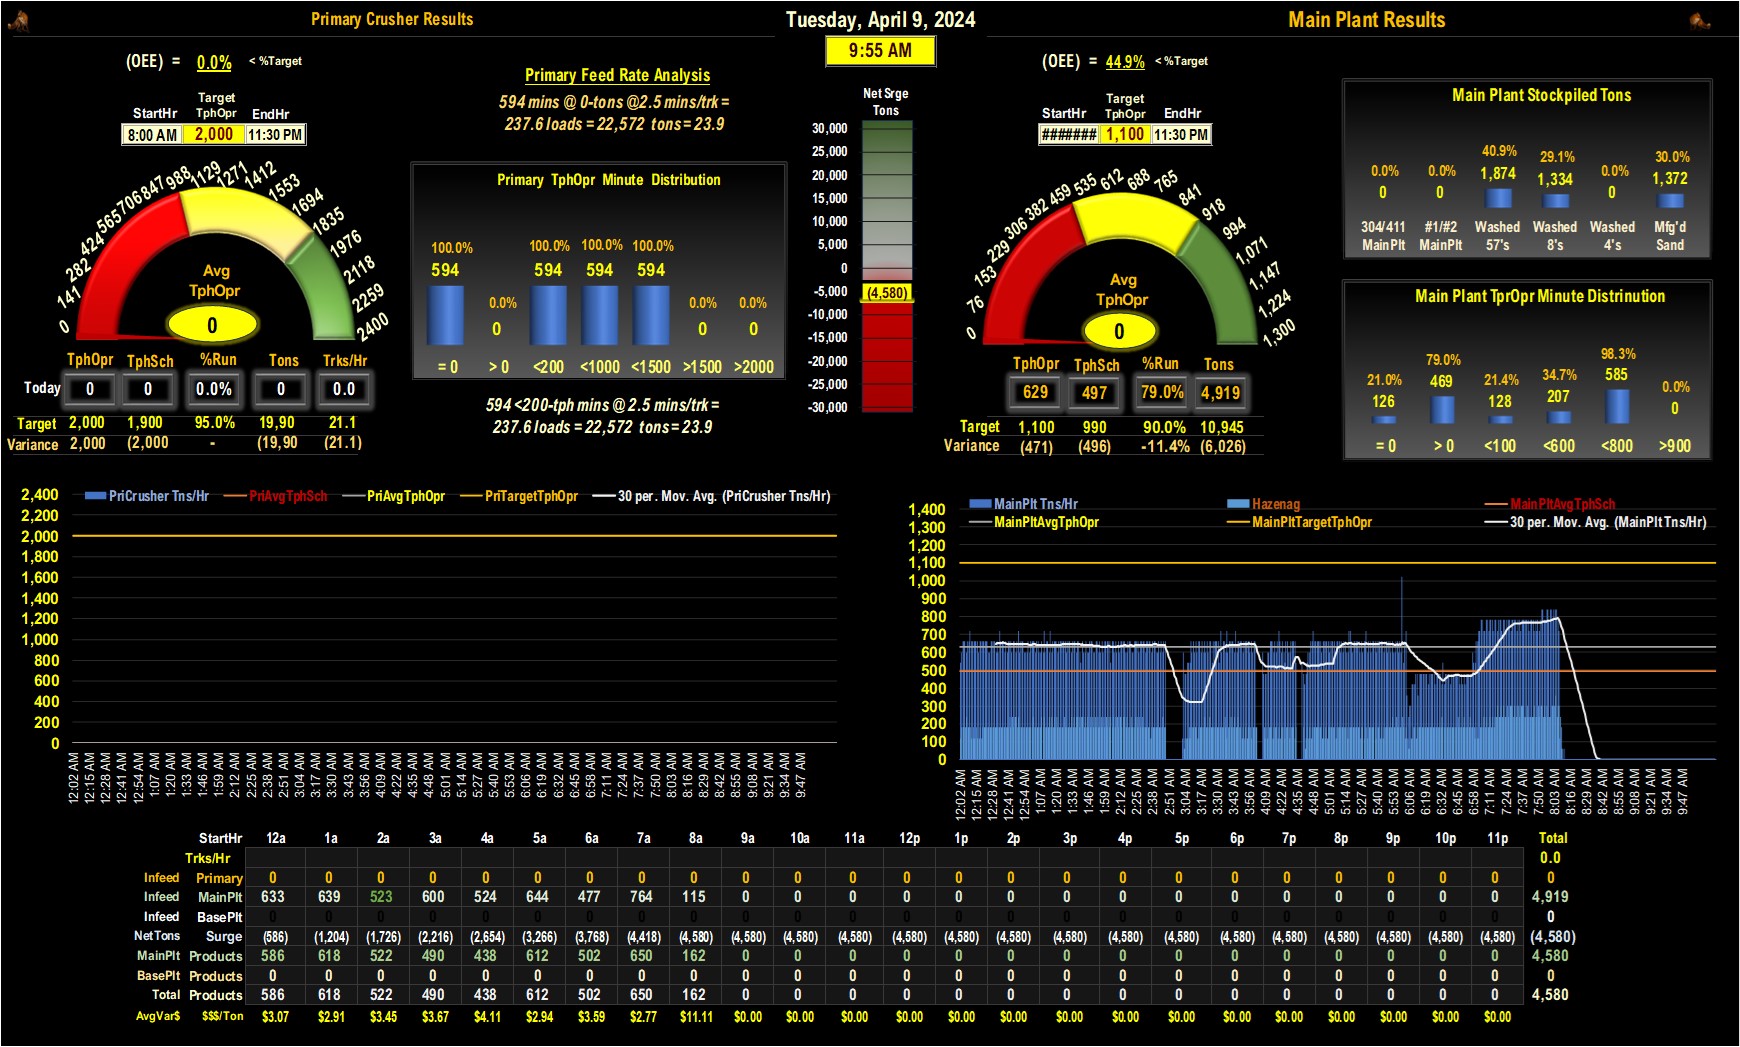 Primary Crusher Results
Tuesday, April 9, 2024
Main Plant Results
9:55 AM
(OEE) = 0.0% < %Target
StartHr Target TphOpr EndHr
8:00 AM 2,000 11:30 PM
0 141 282 424 565 706 847 988 1129 1271 1412 1553 1694 1835 1976 2118 2259 2400
Avg
TphOpr
0
TphOpr TphSch %Run Tons Trks/Hr
Today 0 0 0.0% 0 0.0
Target 2,000 1,900 95.0% 19,90 21.1
Variance 2,000 (2,000 - (19,90 (21.1)
Primary Feed Rate Analysis
594 mins @ 0-tons @2.5 mins/trk =
237.6 loads = 22,572 tons = 23.9
Primary TphOpr Minute Distribution
100.0% 0.0% 100.0% 100.0% 100.0% 0.0% 0.0%
594 0 594 594 594 0 0
= 0 > 0 <200 <1000 <1500 >1500 >2000
594 <200-tph mins @ 2.5 mins/trk =
237.6 loads = 22,572 tons = 23.9
Net Srge
Tons
30,000
25,000
20,000
15,000
10,000
5,000
0
-5,000
(4,580)
-10,000
-15,000
-20,000
-25,000
-30,000
(OEE) = 44.9% < %Target
StartHr Target TphOpr EndHr
####### 1,100 11:30 PM
0 76 153 229 306 382 459 535 612 688 765 841 918 994 1,071 1,147 1,224 1,300
Avg
TphOpr
0
TphOpr TphSch %Run Tons
629 497 79.0% 4,919
Target 1,100 990 90.0% 10,945
Variance (471) (496) -11.4% (6,026)
Main Plant Stockpiled Tons
0.0% 0.0% 40.9% 29.1% 0.0% 30.0%
0 0 1,874 1,334 0 1,372
304/411 #1/#2 Washed Washed Washed Mfg'd
MainPlt MainPlt 57's 8's 4's Sand
Main Plant TprOpr Minute Distrinution
21.0% 79.0% 21.4% 34.7% 98.3% 0.0%
126 469 128 207 585 0
= 0 > 0 <100 <600 <800 >900
PriCrusher Tns/Hr PriAvgTphSch PriAvgTphOpr PriTargetTphOpr 30 per. Mov. Avg. (PriCrusher Tns/Hr)
2,400
2,200
2,000
1,800
1,600
1,400
1,200
1,000
800
600
400
200
0
12:02 AM 12:15 AM 12:28 AM 12:41 AM 12:54 AM 1:07 AM 1:20 AM 1:33 AM 1:46 AM 1:59 AM 2:12 AM 2:25 AM 2:38 AM 2:51 AM 3:04 AM 3:17 AM 3:30 AM 3:43 AM 3:56 AM 4:09 AM 4:22 AM 4:35 AM 4:48 AM 5:01 AM 5:14 AM 5:27 AM 5:40 AM 5:53 AM 6:06 AM 6:19 AM 6:32 AM 6:45 AM 6:58 AM 7:11 AM 7:24 AM 7:37 AM 7:50 AM 8:03 AM 8:16 AM 8:29 AM 8:42 AM 8:55 AM 9:08 AM 9:21 AM 9:34 AM 9:47 AM
MainPlt Tns/Hr Hazenag MainPltAvgTphSch
MainPltAvgTphOpr MainPltTargetTphOpr 30 per. Mov. Avg. (MainPlt Tns/Hr)
1,400
1,300
1,200
1,100
1,000
900
800
700
600
500
400
300
200
100
0
12:02 AM 12:15 AM 12:28 AM 12:41 AM 12:54 AM 1:07 AM 1:20 AM 1:33 AM 1:46 AM 1:59 AM 2:12 AM 2:25 AM 2:38 AM 2:51 AM 3:04 AM 3:17 AM 3:30 AM 3:43 AM 3:56 AM 4:09 AM 4:22 AM 4:35 AM 4:48 AM 5:01 AM 5:14 AM 5:27 AM 5:40 AM 5:53 AM 6:06 AM 6:19 AM 6:32 AM 6:45 AM 6:58 AM 7:11 AM 7:24 AM 7:37 AM 7:50 AM 8:03 AM 8:16 AM 8:29 AM 8:42 AM 8:55 AM 9:08 AM 9:21 AM 9:34 AM 9:47 AM
StartHr 12a 1a 2a 3a 4a 5a 6a 7a 8a 9a 10a 11a 12p 1p 2p 3p 4p 5p 6p 7p 8p 9p 10p 11p Total
Trks/Hr 0.0
Infeed Primary 0 0 0 0 0 0 0 0 0 0 0 0 0 0 0 0 0 0 0 0 0 0 0 0 0
Infeed MainPlt 633 639 523 600 524 644 477 764 115 0 0 0 0 0 0 0 0 0 0 0 0 0 0 0 4,919
Infeed BasePlt 0 0 0 0 0 0 0 0 0 0 0 0 0 0 0 0 0 0 0 0 0 0 0 0 0
NetTons Surge (586) (1,204) (1,726) (2,216) (2,654) (3,266) (3,768) (4,418) (4,580) (4,580) (4,580) (4,580) (4,580) (4,580) (4,580) (4,580) (4,580) (4,580) (4,580) (4,580) (4,580) (4,580) (4,580) (4,580) (4,580)
MainPlt Products 586 618 522 490 438 612 502 650 162 0 0 0 0 0 0 0 0 0 0 0 0 0 0 0 4,580
BasePlt Products 0 0 0 0 0 0 0 0 0 0 0 0 0 0 0 0 0 0 0 0 0 0 0 0 0
Total Products 586 618 522 490 438 612 502 650 162 0 0 0 0 0 0 0 0 0 0 0 0 0 0 0 4,580
AvgVar$ $$$/Ton $3.07 $2.91 $3.45 $3.67 $4.11 $2.94 $3.59 $2.77 $11.11 $0.00 $0.00 $0.00 $0.00 $0.00 $0.00 $0.00 $0.00 $0.00 $0.00 $0.00 $0.00 $0.00 $0.00 $0.00